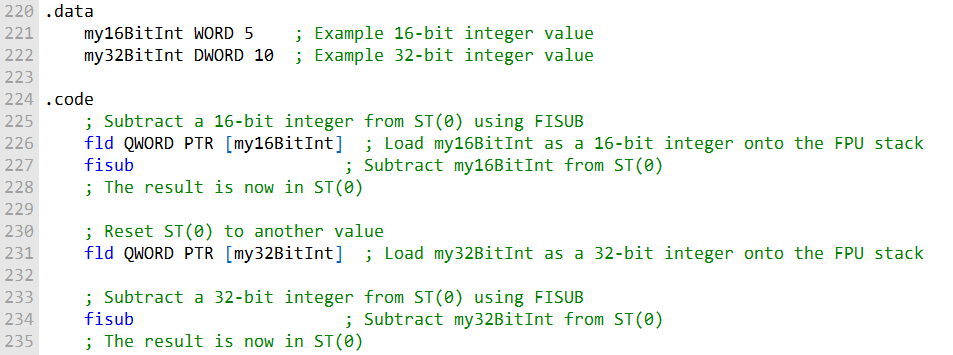 220 .data
221     my16BitInt WORD 5    ; Example 16-bit integer value
222     my32BitInt DWORD 10  ; Example 32-bit integer value
223
224 .code
225     ; Subtract a 16-bit integer from ST(0) using FISUB
226     fld QWORD PTR [my16BitInt]  ; Load my16BitInt as a 16-bit integer onto the FPU stack
227     fisub                     ; Subtract my16BitInt from ST(0)
228     ; The result is now in ST(0)
229
230     ; Reset ST(0) to another value
231     fld QWORD PTR [my32BitInt]  ; Load my32BitInt as a 32-bit integer onto the FPU stack
232
233     ; Subtract a 32-bit integer from ST(0) using FISUB
234     fisub                     ; Subtract my32BitInt from ST(0)
235     ; The result is now in ST(0)